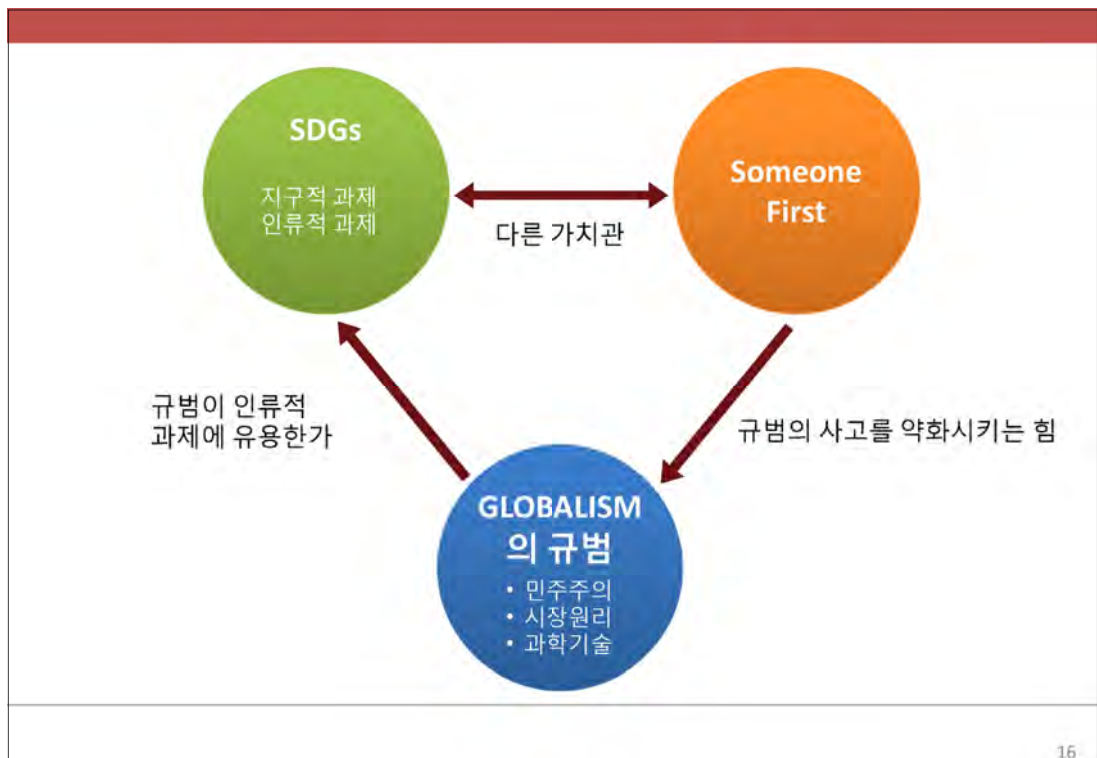 SDGs
지구적 과제
인류적 과제
Someone
First
다른 가치관
규범이 인류적
과제에 유용한가
규범의 사고를 약화시키는 힘
GLOBALISM
의 규범
• 민주주의
• 시장원리
• 과학기술
16